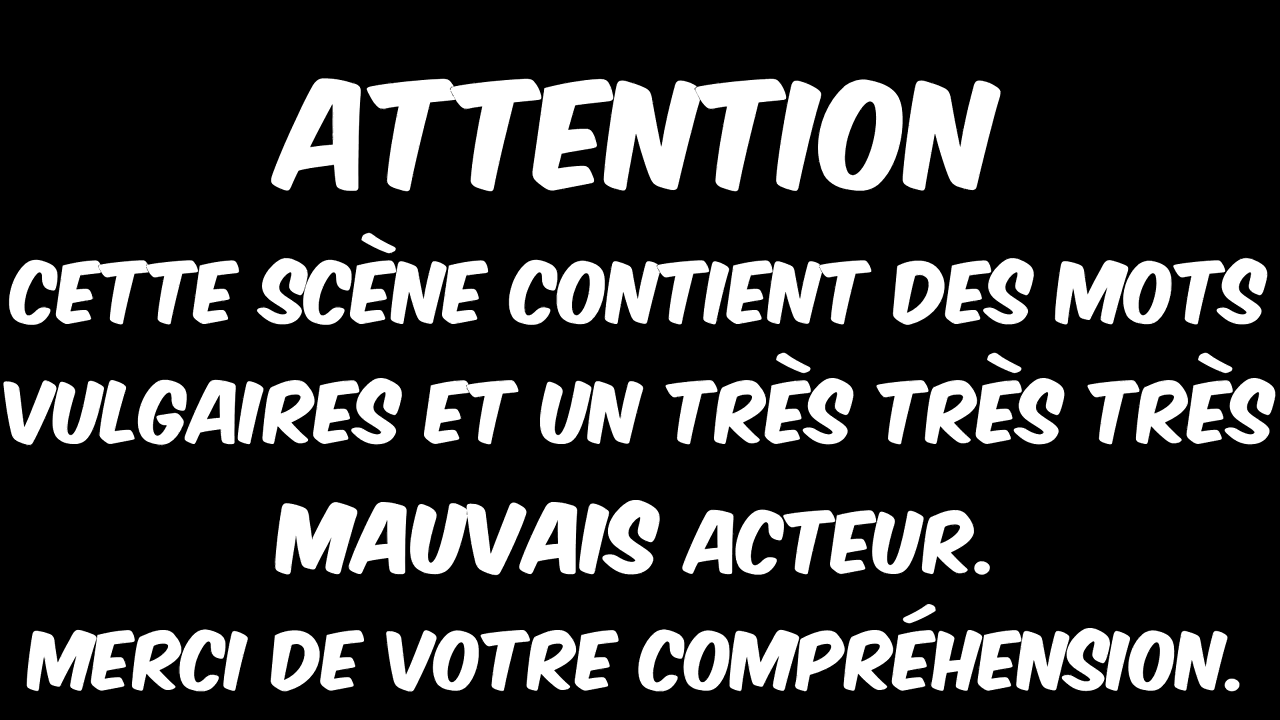 ATTENTION
CETTE SCÈNE CONTIENT DES MOTS
VULGAIRES ET UN TRÈS TRÈS TRÈS
MAUVAIS ACTEUR.
MERCI DE VOTRE COMPRÉHENSION.